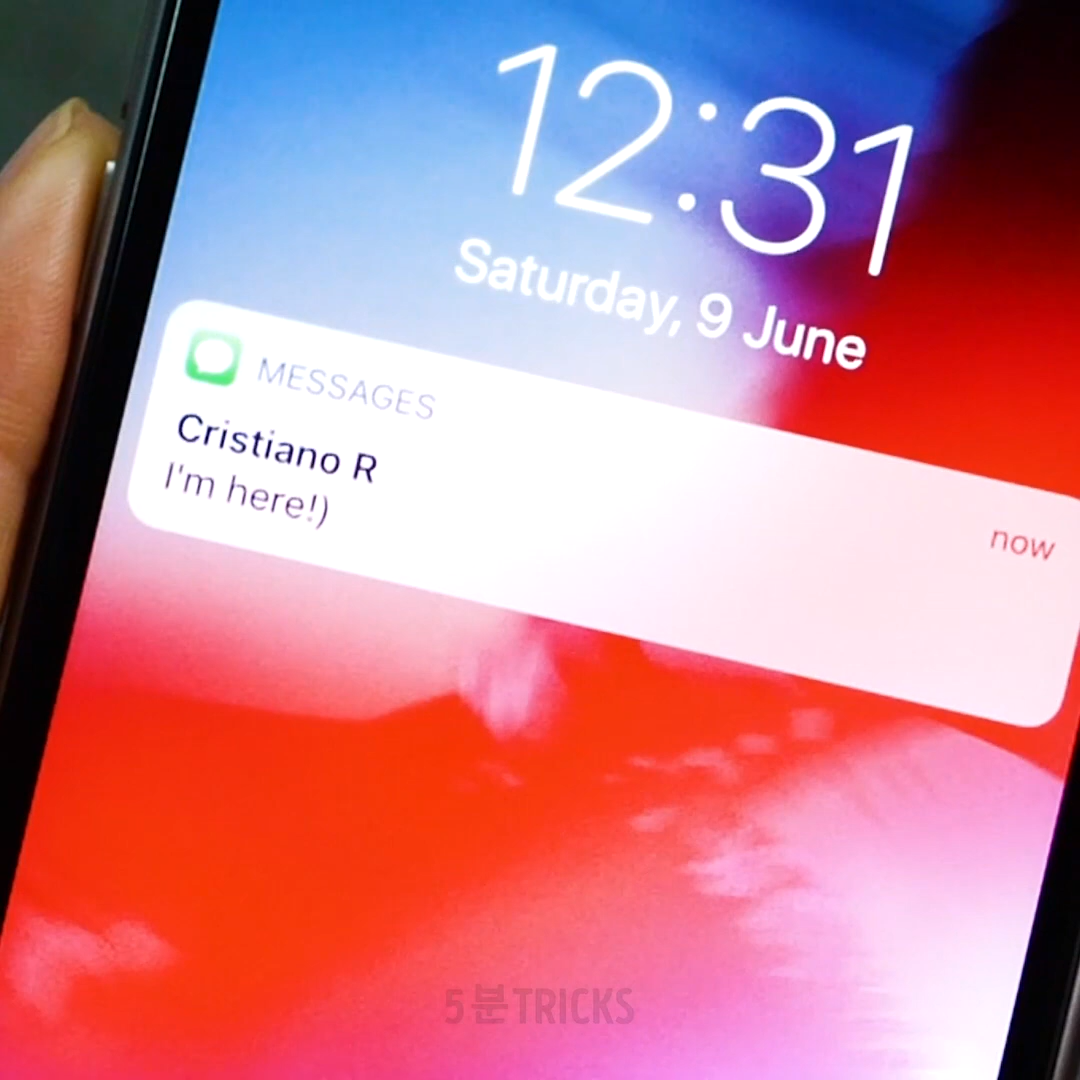 12:31
Saturday, 9 June
MESSAGES
now
Cristiano R
I'm here!)
5분TRICKS